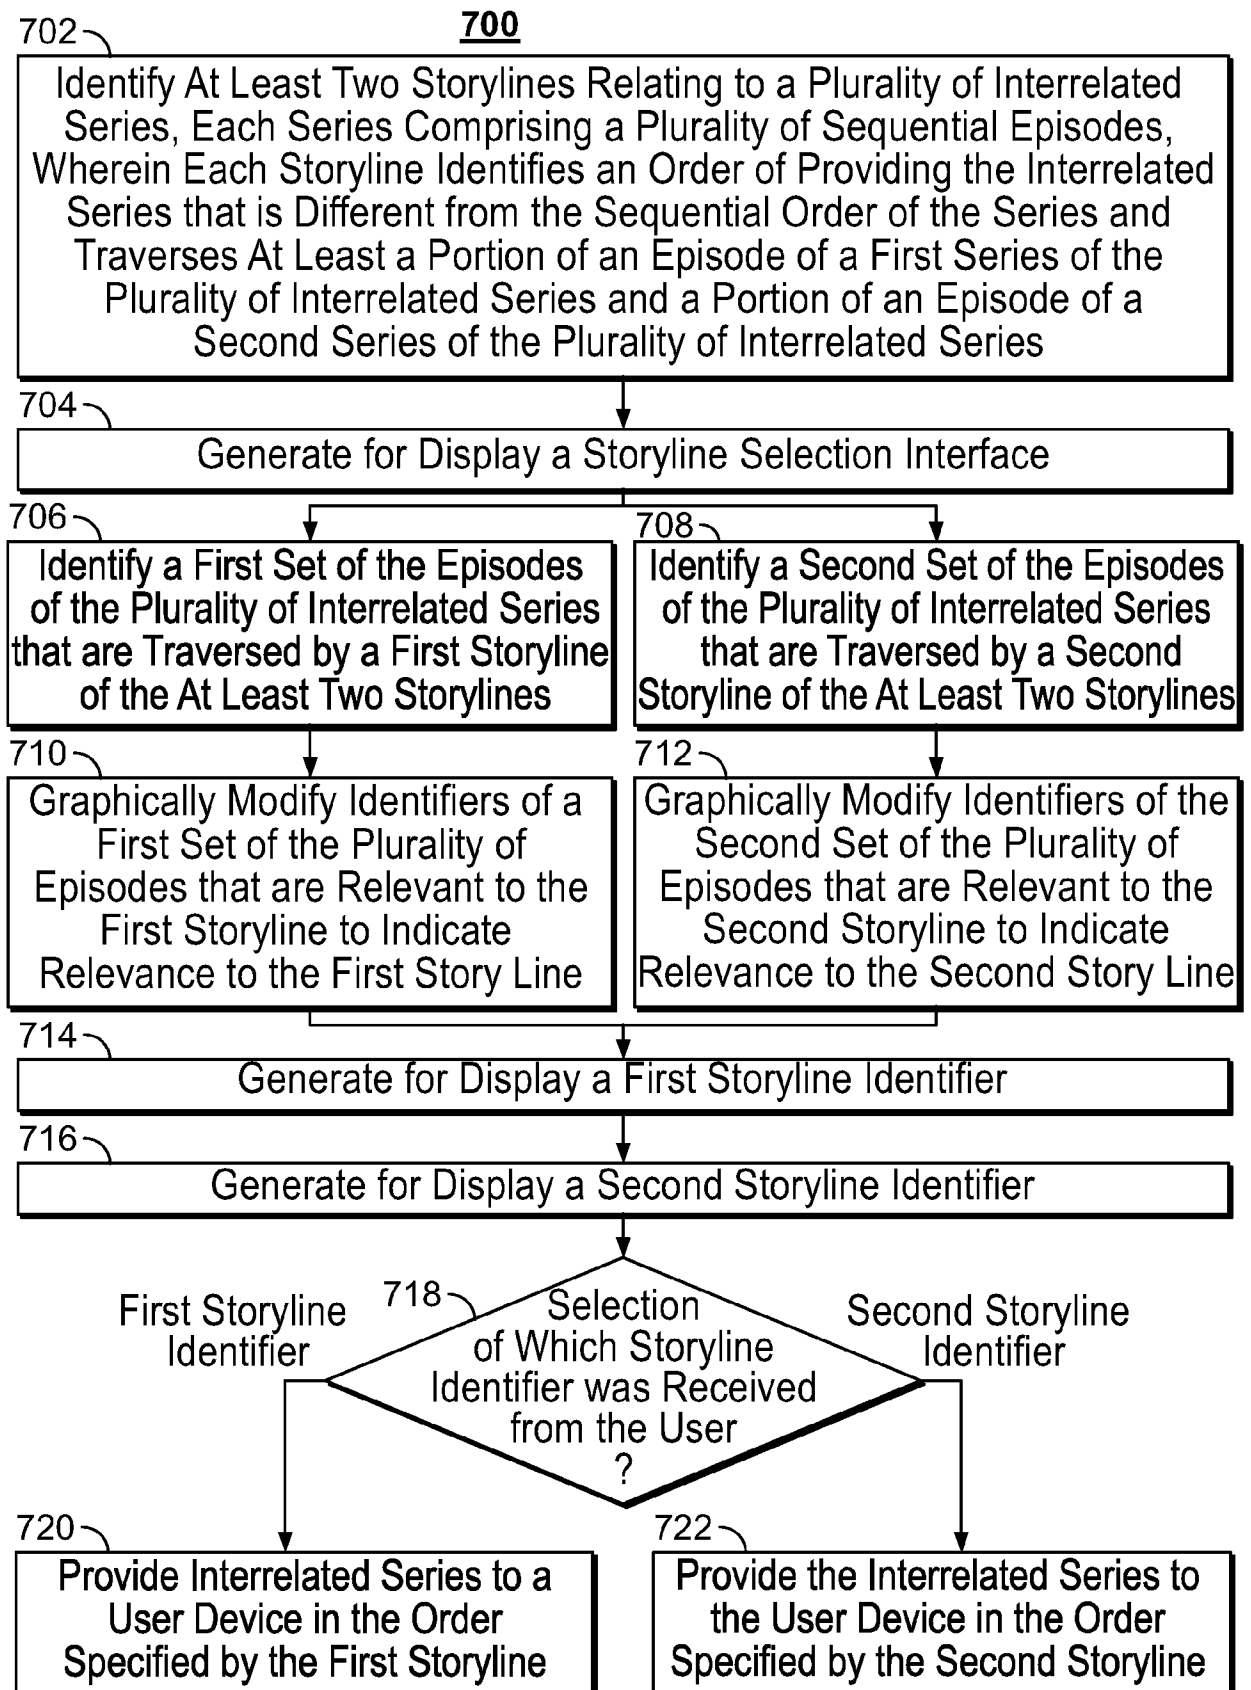 700
702
Identify At Least Two Storylines Relating to a Plurality of Interrelated
Series, Each Series Comprising a Plurality of Sequential Episodes,
Wherein Each Storyline Identifies an Order of Providing the Interrelated
Series that is Different from the Sequential Order of the Series and
Traverses At Least a Portion of an Episode of a First Series of the
Plurality of Interrelated Series and a Portion of an Episode of a
Second Series of the Plurality of Interrelated Series
704
Generate for Display a Storyline Selection Interface
706
Identify a First Set of the Episodes
of the Plurality of Interrelated Series
that are Traversed by a First Storyline
of the At Least Two Storylines
708
Identify a Second Set of the Episodes
of the Plurality of Interrelated Series
that are Traversed by a Second
Storyline of the At Least Two Storylines
710
Graphically Modify Identifiers of a
First Set of the Plurality of
Episodes that are Relevant to the
First Storyline to Indicate
Relevance to the First Story Line
712
Graphically Modify Identifiers of the
Second Set of the Plurality of
Episodes that are Relevant to the
Second Storyline to Indicate
Relevance to the Second Story Line
714
Generate for Display a First Storyline Identifier
716
Generate for Display a Second Storyline Identifier
718
Selection
of Which Storyline
Identifier was Received
from the User
?
First Storyline
Identifier
Second Storyline
Identifier
720
Provide Interrelated Series to a
User Device in the Order
Specified by the First Storyline
722
Provide the Interrelated Series to
the User Device in the Order
Specified by the Second Storyline